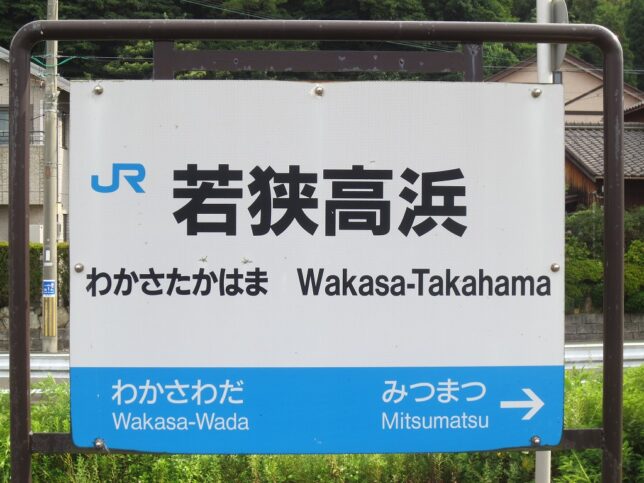 JR 若狭高浜
わかさたかはま Wakasa-Takahama
わかさわだ みつまつ →
Wakasa-Wada Mitsumatsu